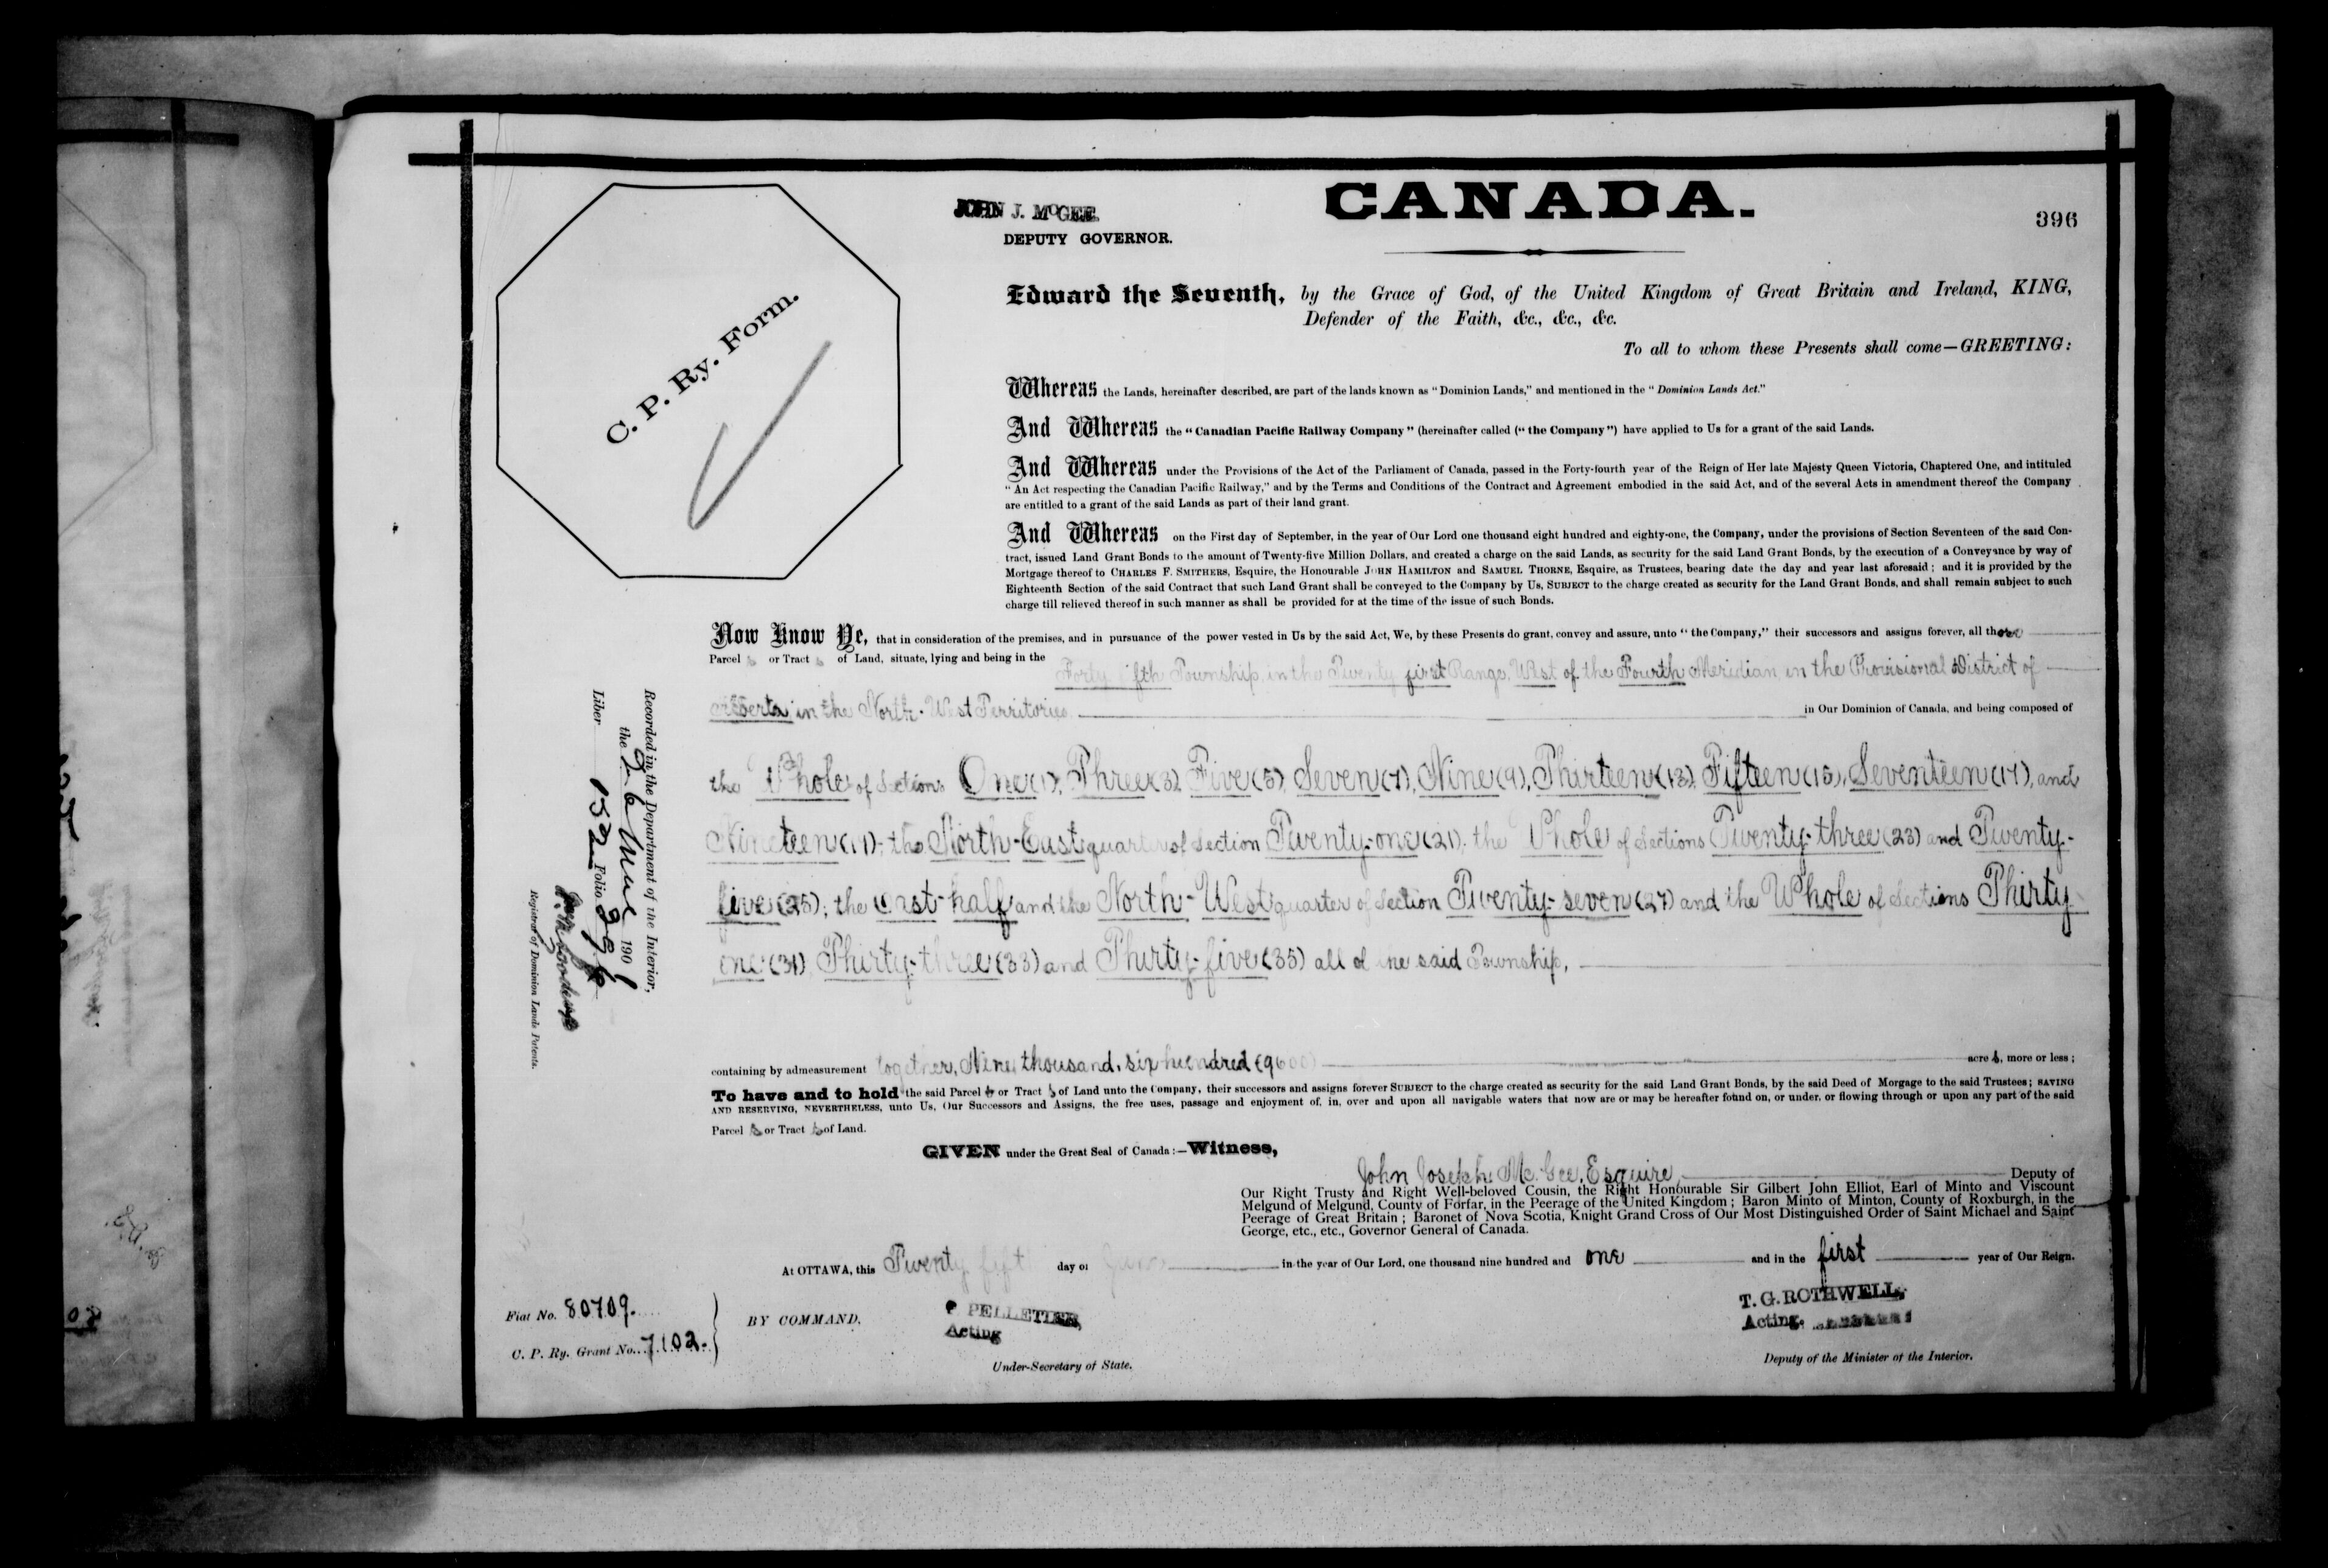 CANADA.
396
JOHN J. McGEE,
DEPUTY GOVERNOR.
C. P. Ry. Form.
Edward the Seventh, by the Grace of God, of the United Kingdom of Great Britain and Ireland, KING,
Defender of the Faith, &c., &c., &c.
To all to whom these Presents shall come—GREETING:
Whereas the Lands, hereinafter described, are part of the lands known as "Dominion Lands," and mentioned in the "Dominion Lands Act."
And Whereas the "Canadian Pacific Railway Company" (hereinafter called ("the Company") have applied to Us for a grant of the said Lands.
And Whereas under the Provisions of the Act of the Parliament of Canada, passed in the Forty-fourth year of the Reign of Her late Majesty Queen Victoria, Chaptered One, and intituled
"An Act respecting the Canadian Pacific Railway," and by the Terms and Conditions of the Contract and Agreement embodied in the said Act, and of the several Acts in amendment thereof the Company
are entitled to a grant of the said Lands as part of their land grant.
And Whereas on the First day of September, in the year of Our Lord one thousand eight hundred and eighty-one, the Company, under the provisions of Section Seventeen of the said Con-
tract, issued Land Grant Bonds to the amount of Twenty-five Million Dollars, and created a charge on the said Lands, as security for the said Land Grant Bonds, by the execution of a Conveyance by way of
Mortgage thereof to CHARLES F. SMITHERS, Esquire, the Honourable JOHN HAMILTON and SAMUEL THORNE, Esquire, as Trustees, bearing date the day and year last aforesaid; and it is provided by the
Eighteenth Section of the said Contract that such Land Grant shall be conveyed to the Company by Us, SUBJECT to the charge created as security for the Land Grant Bonds, and shall remain subject to such
charge till relieved thereof in such manner as shall be provided for at the time of the issue of such Bonds.
Now Know Ye, that in consideration of the premises, and in pursuance of the power vested in Us by the said Act, We, by these Presents do grant, convey and assure, unto "the Company," their successors and assigns forever, all those
Parcels or Tracts of Land, situate, lying and being in the Forty fifth Township, in the Twenty first Range, West of the Fourth Meridian, in the Provisional District of
Alberta, in the North-West Territories in Our Dominion of Canada, and being composed of
the Whole of Sections One (1), Three (3), Five (5), Seven (7), Nine (9), Thirteen (13), Fifteen (15), Seventeen (17), and
Nineteen (19); the North-East quarter of Section Twenty-one (21); the Whole of Sections Twenty-three (23) and Twenty-
five (25); the East-half and the North-West quarter of Section Twenty-seven (27) and the Whole of Sections Thirty
one (31), Thirty-three (33) and Thirty-five (35) all of the said Township,
containing by admeasurement together, Nine thousand, six hundred (9600) acres, more or less;
To have and to hold the said Parcels or Tracts of Land unto the Company, their successors and assigns forever SUBJECT to the charge created as security for the said Land Grant Bonds, by the said Deed of Morgage to the said Trustees; SAVING
AND RESERVING, NEVERTHELESS, unto Us, Our Successors and Assigns, the free uses, passage and enjoyment of, in, over and upon all navigable waters that now are or may be hereafter found on, or under, or flowing through or upon any part of the said
Parcels or Tracts of Land.
GIVEN under the Great Seal of Canada:—Witness,
John Joseph McGee, Esquire, Deputy of
Our Right Trusty and Right Well-beloved Cousin, the Right Honourable Sir Gilbert John Elliot, Earl of Minto and Viscount
Melgund of Melgund, County of Forfar, in the Peerage of the United Kingdom; Baron Minto of Minton, County of Roxburgh, in the
Peerage of Great Britain; Baronet of Nova Scotia, Knight Grand Cross of Our Most Distinguished Order of Saint Michael and Saint
George, etc., etc., Governor General of Canada.
At OTTAWA, this Twenty fifth day of June in the year of Our Lord, one thousand nine hundred and one and in the first year of Our Reign.
Fiat No. 80709.
C. P. Ry. Grant No. 7102.
BY COMMAND,
P PELLETIER,
Acting
Under-Secretary of State.
T. G. ROTHWELL,
Acting
Deputy of the Minister of the Interior.
Recorded in the Department of the Interior,
the 26 June 1901
Liber 152 Folio 396
Registrar of Dominion Lands Patents.